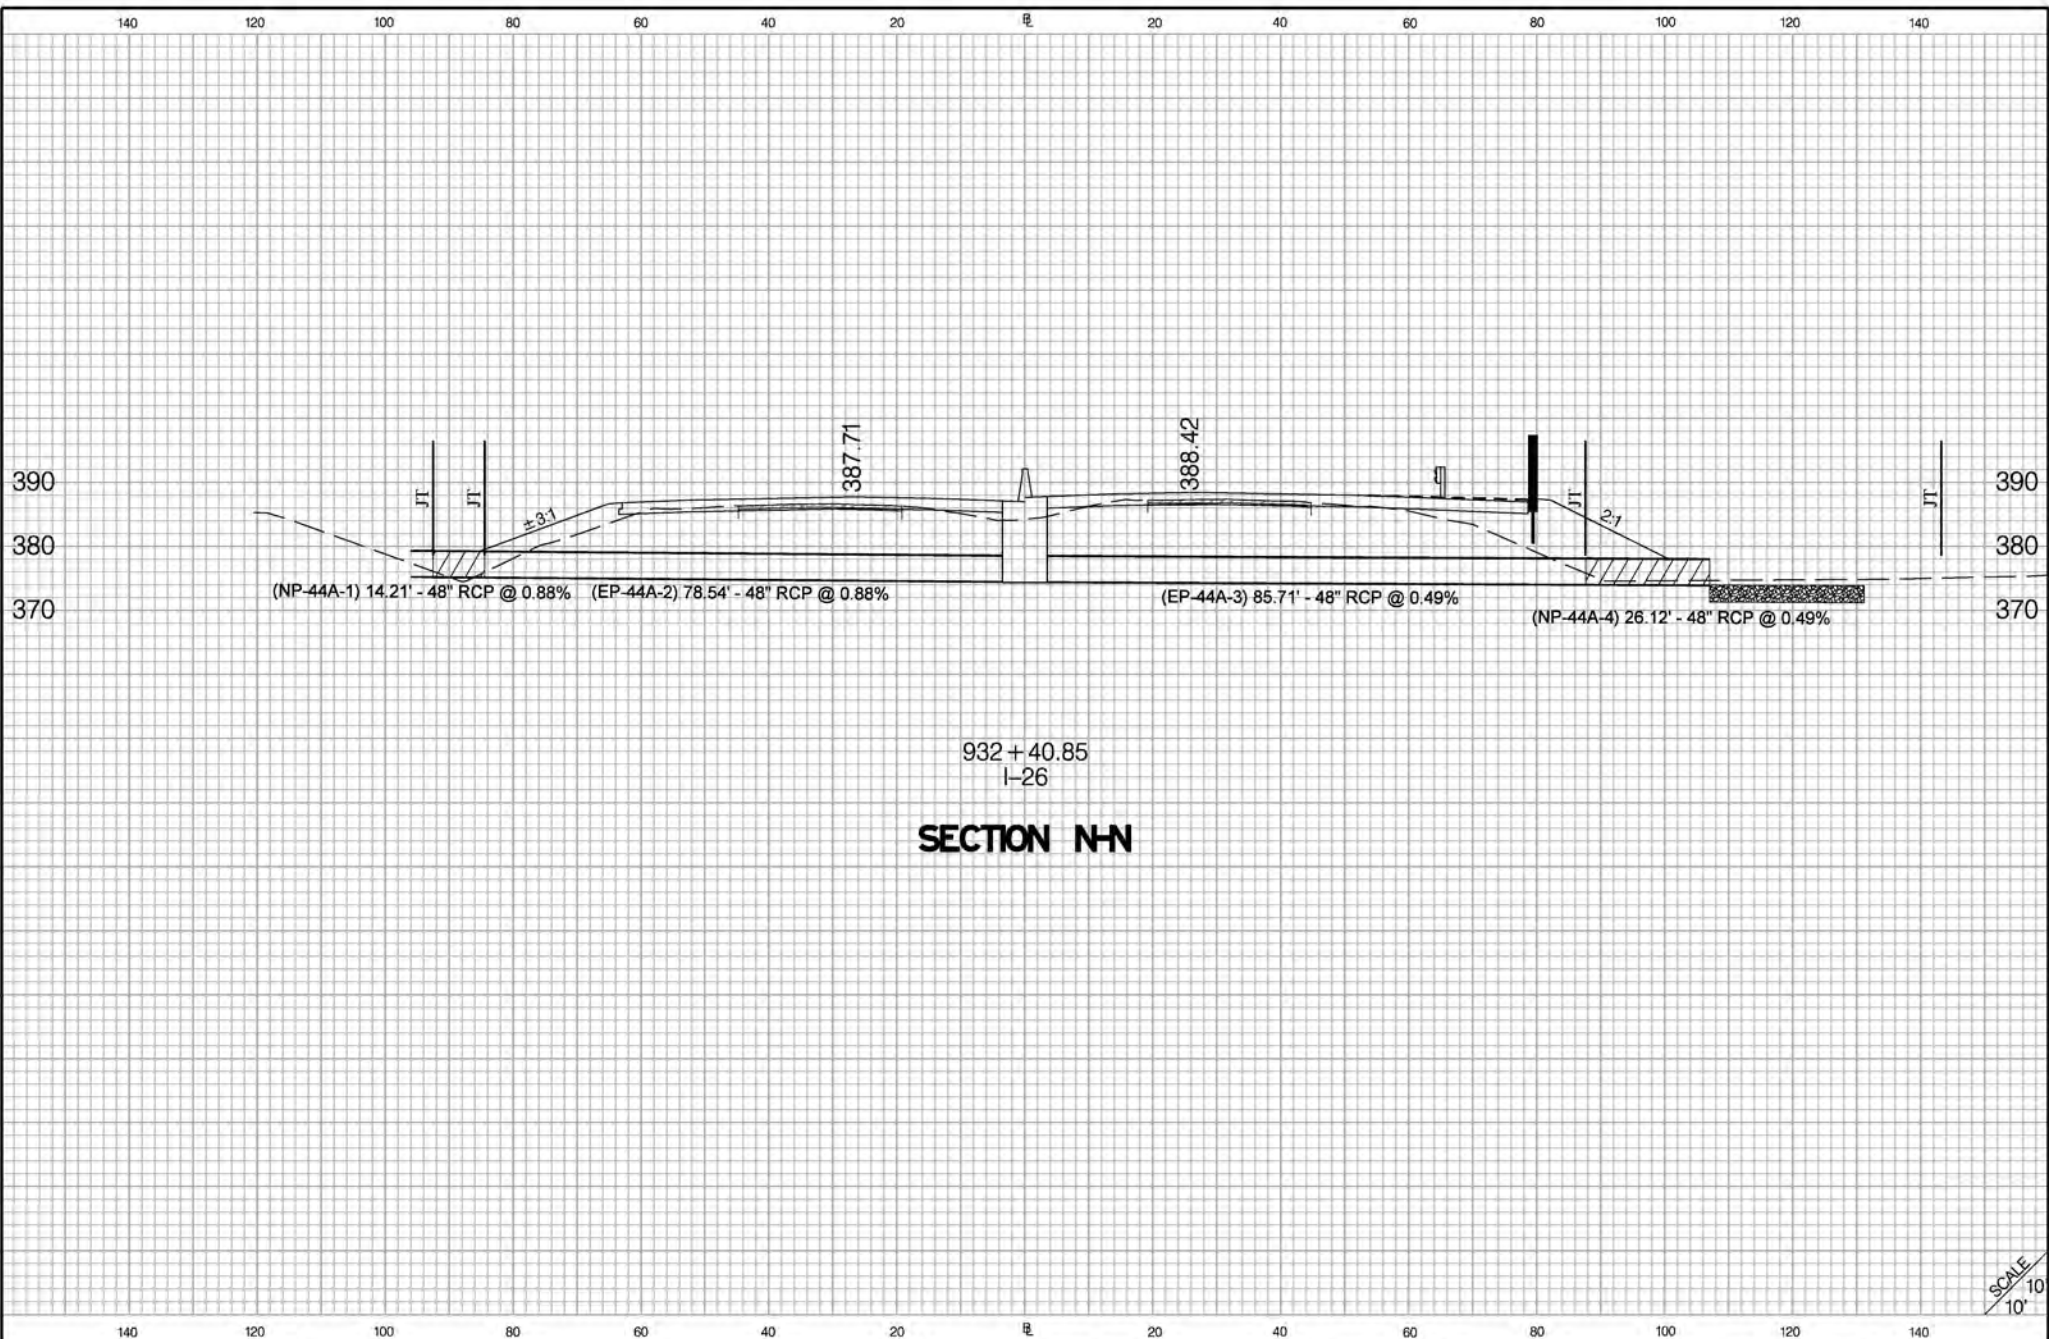 140 120 100 80 60 40 20 ℄ 20 40 60 80 100 120 140
387.71
388.42
390 JT JT JT JT 390
±3:1
2:1
380 380
(NP-44A-1) 14.21' - 48" RCP @ 0.88% (EP-44A-2) 78.54' - 48" RCP @ 0.88% (EP-44A-3) 85.71' - 48" RCP @ 0.49%
370 370
(NP-44A-4) 26.12' - 48" RCP @ 0.49%
932+40.85
I-26
SECTION N-N
SCALE 10'
10'
140 120 100 80 60 40 20 ℄ 20 40 60 80 100 120 140